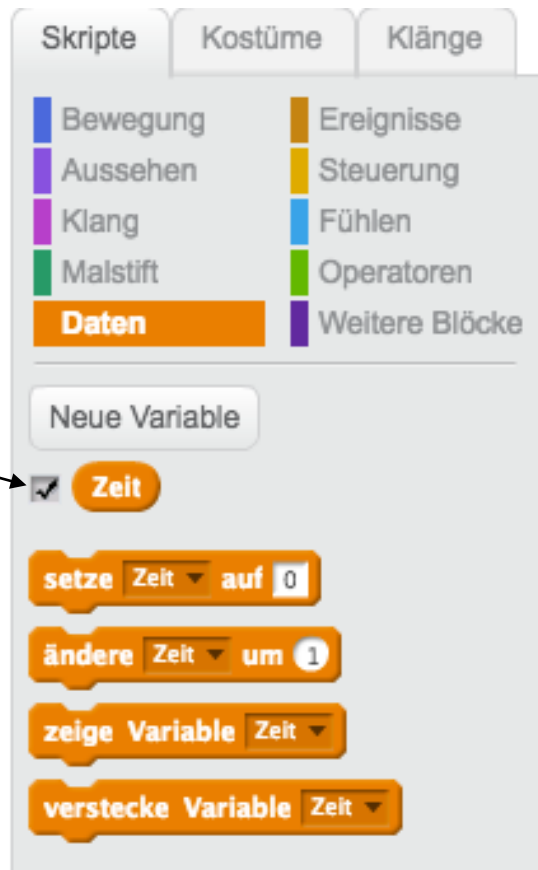 Skripte Kostüme Klänge
Bewegung Ereignisse
Aussehen Steuerung
Klang Fühlen
Malstift Operatoren
Daten Weitere Blöcke
Neue Variable
Zeit
setze Zeit auf 0
ändere Zeit um 1
zeige Variable Zeit
verstecke Variable Zeit